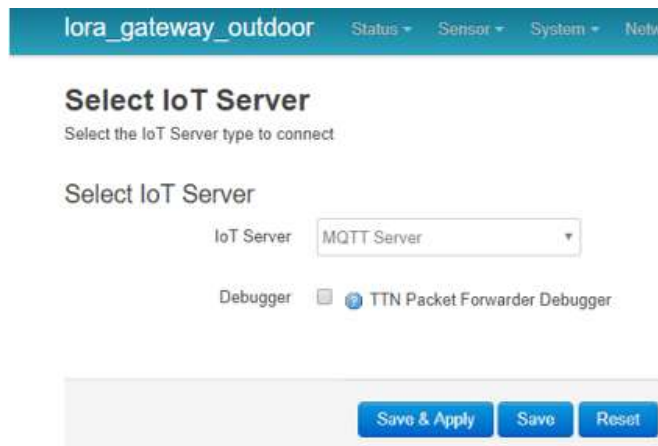 lora_gateway_outdoor Status Sensor System
Select IoT Server
Select the IoT Server type to connect
Select IoT Server
IoT Server MQTT Server
Debugger TTN Packet Forwarder Debugger
Save & Apply Save Reset